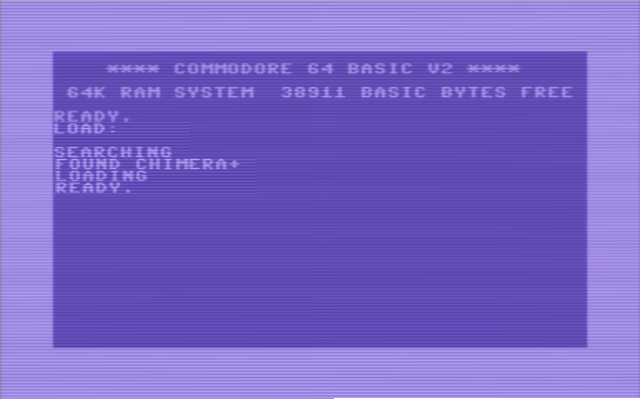 **** COMMODORE 64 BASIC V2 ****
64K RAM SYSTEM 38911 BASIC BYTES FREE
READY.
LOAD:
SEARCHING
FOUND CHIMERA+
LOADING
READY.